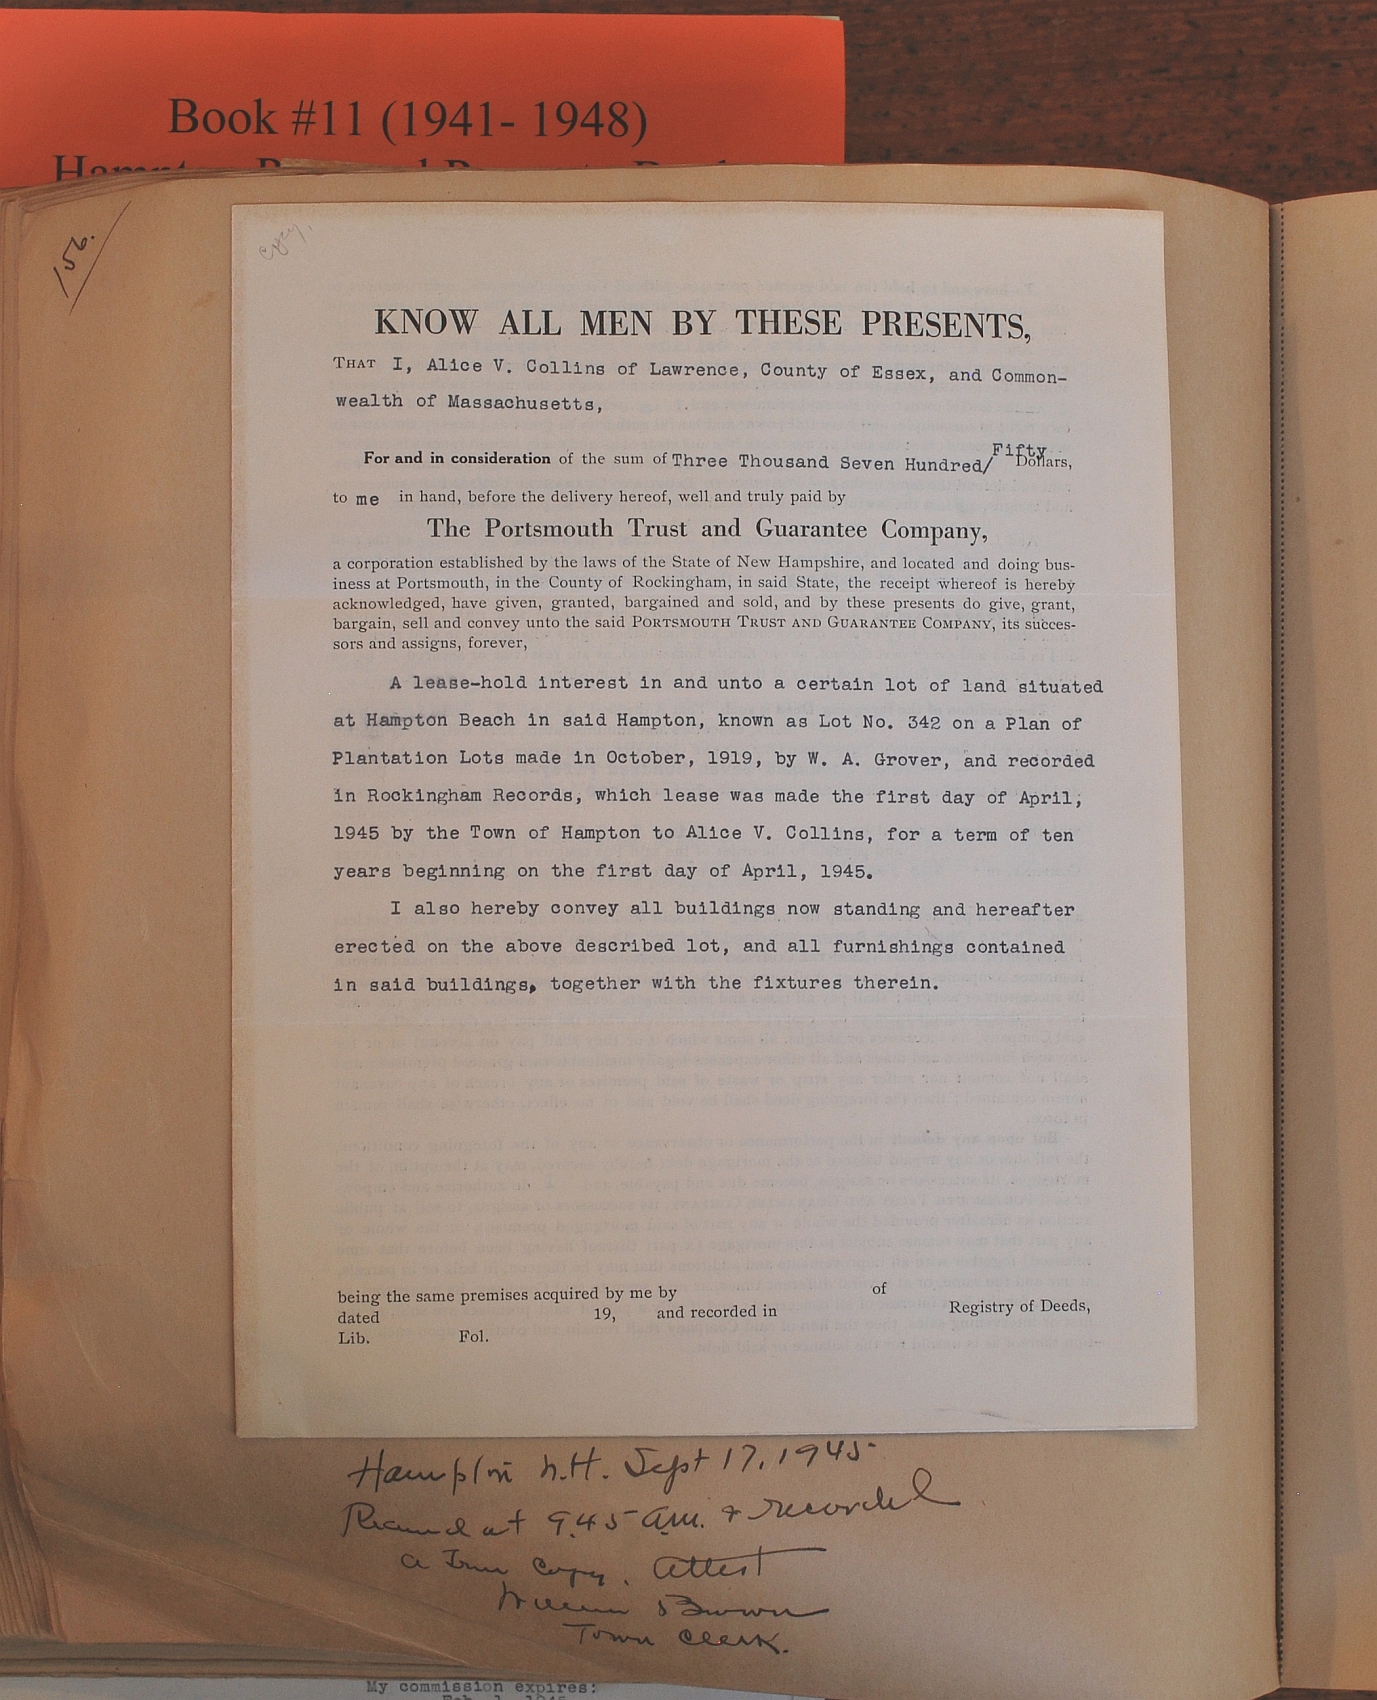 Book #11 (1941- 1948)
156.
Copy.
KNOW ALL MEN BY THESE PRESENTS,
THAT I, Alice V. Collins of Lawrence, County of Essex, and Common-
wealth of Massachusetts,
Fifty
For and in consideration of the sum of Three Thousand Seven Hundred/ Dollars,
to me in hand, before the delivery hereof, well and truly paid by
The Portsmouth Trust and Guarantee Company,
a corporation established by the laws of the State of New Hampshire, and located and doing bus-
iness at Portsmouth, in the County of Rockingham, in said State, the receipt whereof is hereby
acknowledged, have given, granted, bargained and sold, and by these presents do give, grant,
bargain, sell and convey unto the said PORTSMOUTH TRUST AND GUARANTEE COMPANY, its succes-
sors and assigns, forever,
A lease-hold interest in and unto a certain lot of land situated
at Hampton Beach in said Hampton, known as Lot No. 342 on a Plan of
Plantation Lots made in October, 1919, by W. A. Grover, and recorded
in Rockingham Records, which lease was made the first day of April,
1945 by the Town of Hampton to Alice V. Collins, for a term of ten
years beginning on the first day of April, 1945.
I also hereby convey all buildings now standing and hereafter
erected on the above described lot, and all furnishings contained
in said buildings, together with the fixtures therein.
being the same premises acquired by me by of
dated 19, and recorded in Registry of Deeds,
Lib. Fol.
Hampton N.H. Sept 17, 1945
Received at 9.45 a.m. & recorded
a True Copy. Attest
William Brown
Town Clerk.
My commission expires: